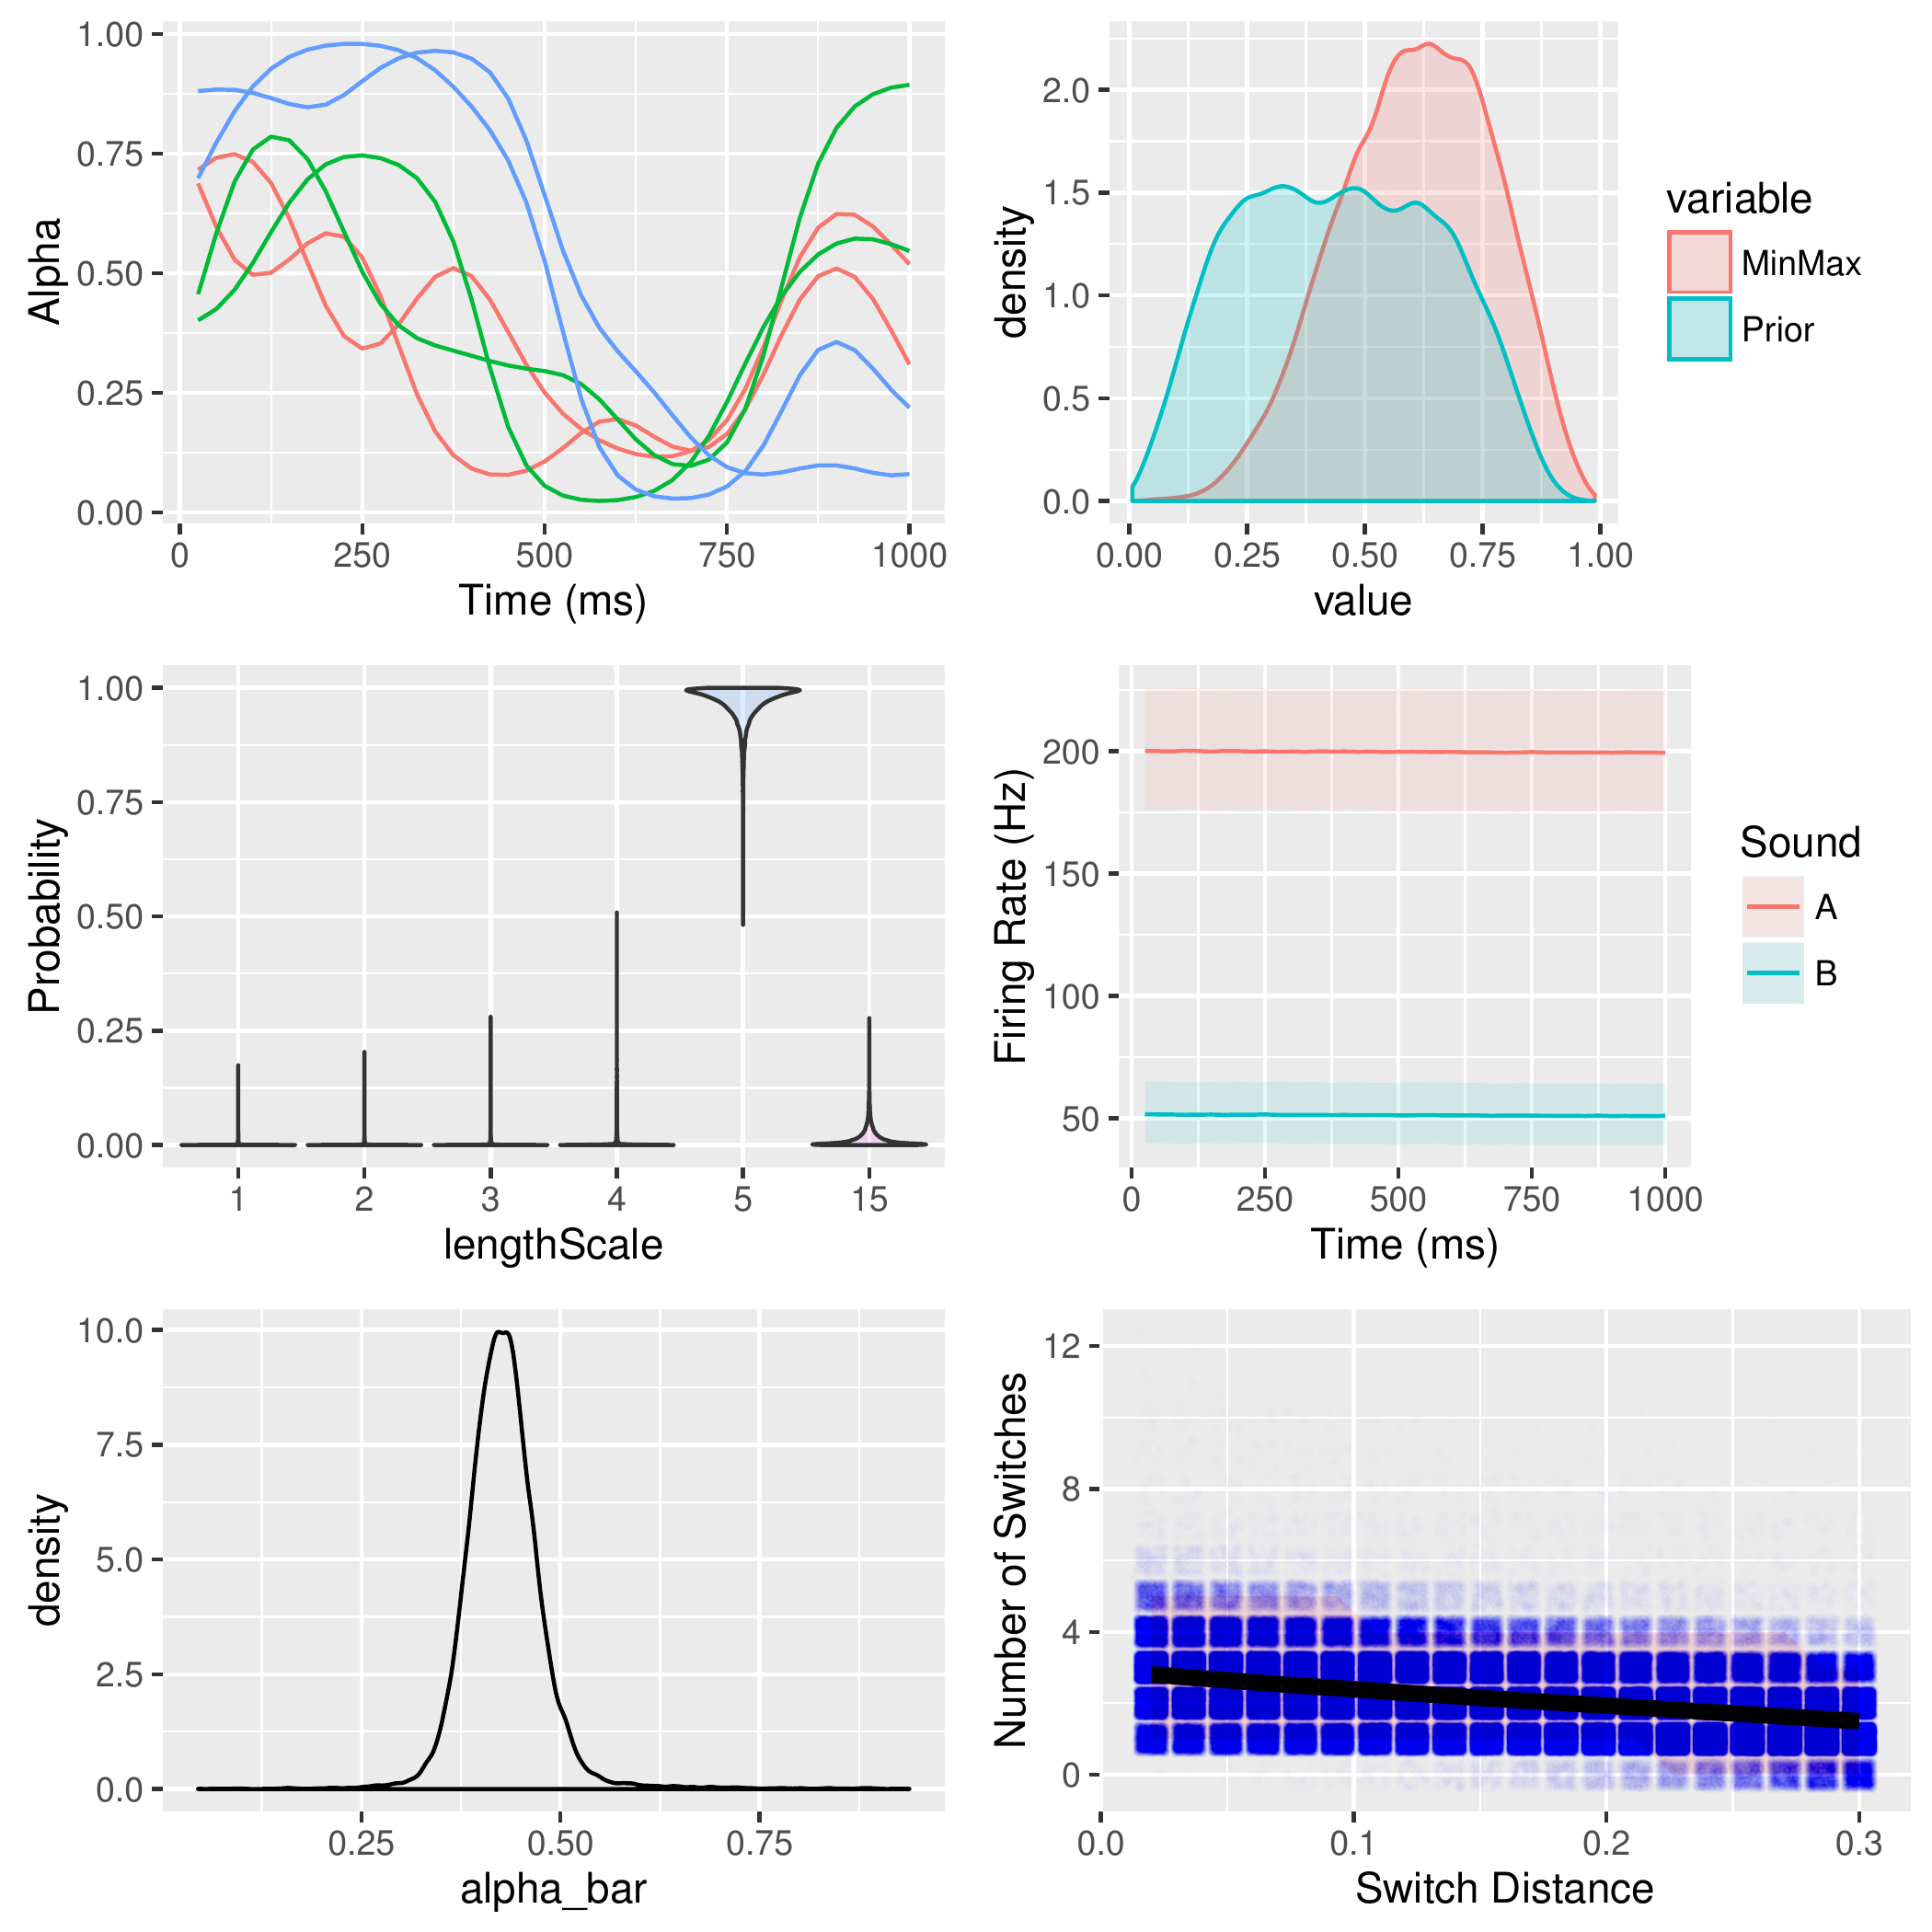 1.00
0.75
0.50
0.25
0.00
Alpha
0 250 500 750 1000
Time (ms)
2.0
1.5
1.0
0.5
0.0
density
0.00 0.25 0.50 0.75 1.00
value
variable
MinMax
Prior
1.00
0.75
0.50
0.25
0.00
Probability
1 2 3 4 5 15
lengthScale
200
150
100
50
Firing Rate (Hz)
0 250 500 750 1000
Time (ms)
Sound
A
B
10.0
7.5
5.0
2.5
0.0
density
0.25 0.50 0.75
alpha_bar
12
8
4
0
Number of Switches
0.0 0.1 0.2 0.3
Switch Distance